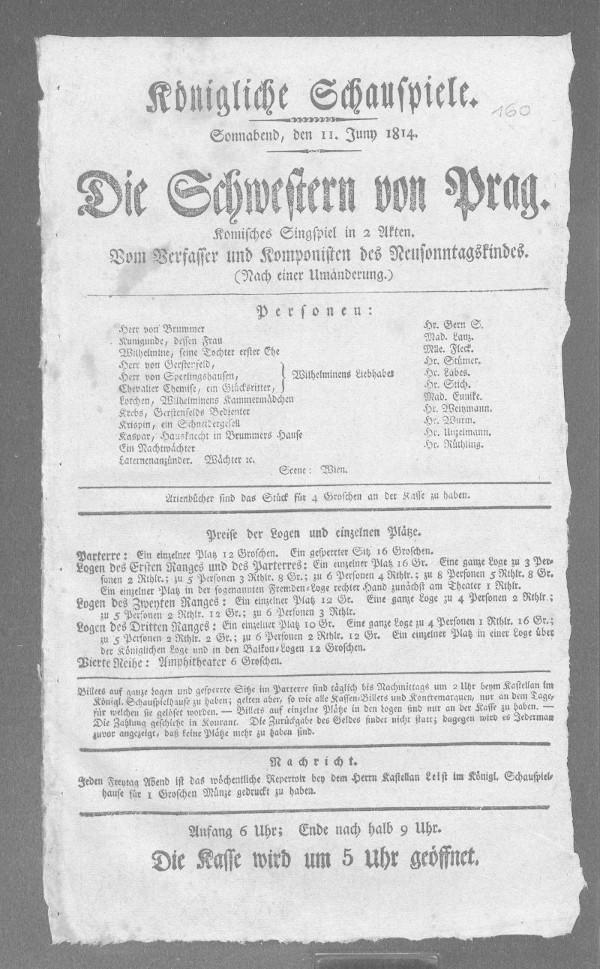 160
Königliche Schauspiele.
Sonnabend, den 11. Juny 1814.
Die Schwestern von Prag.
Komisches Singspiel in 2 Akten.
Vom Verfasser und Komponisten des Neusonntagskindes.
(Nach einer Umänderung.)
Personen:
Herr von Brummer Hr. Gern S.
Kunigunde, dessen Frau Mad. Lanz.
Wilhelmine, seine Tochter erster Ehe Mlle. Fleck.
Herr von Gerstenfeld, Hr. Stümer.
Herr von Sperlingshausen, Wilhelminens Liebhaber Hr. Labes.
Chevalier Chemise, ein Glücksritter, Hr. Stich.
Lorchen, Wilhelminens Kammermädchen Mad. Eunike.
Krebs, Gerstenfelds Bedienter Hr. Weitzmann.
Krispin, ein Schneidergesell Hr. Wurm.
Kaspar, Hausknecht in Brummers Hause Hr. Unzelmann.
Ein Nachtwächter Hr. Rüthling.
Laternenanzünder. Wächter ꝛc.
Scene: Wien.
Arienbücher sind das Stück für 4 Groschen an der Kasse zu haben.
Preise der Logen und einzelnen Plätze.
Parterre: Ein einzelner Platz 12 Groschen. Ein gesperrter Sitz 16 Groschen.
Logen des Ersten Ranges und des Parterres: Ein einzelner Platz 16 Gr. Eine ganze Loge zu 3 Per-
sonen 2 Rthlr.; zu 5 Personen 3 Rthlr. 8 Gr.; zu 6 Personen 4 Rthlr.; zu 8 Personen 5 Rthlr. 8 Gr.
Ein einzelner Platz in der sogenannten Fremden-Loge rechter Hand zunächst am Theater 1 Rthlr.
Logen des Zweyten Ranges: Ein einzelner Platz 12 Gr. Eine ganze Loge zu 4 Personen 2 Rthlr;
zu 5 Personen 2 Rthlr. 12 Gr.; zu 6 Personen 3 Rthlr.
Logen des Dritten Ranges: Ein einzelner Platz 10 Gr. Eine ganze Loge zu 4 Personen 1 Rthlr. 16 Gr.;
zu 5 Personen 2 Rthlr. 2 Gr.; zu 6 Personen 2 Rthlr. 12 Gr. Ein einzelner Platz in einer Loge über
der Königlichen Loge und in den Balkon-Logen 12 Groschen.
Vierte Reihe: Amphitheater 6 Groschen.
Billets auf ganze Logen und gesperrte Sitze im Parterre sind täglich bis Nachmittags um 2 Uhr beym Kastellan im
Königl. Schauspielhause zu haben; gelten aber, so wie alle Kassen-Billets und Kontremarquen, nur an dem Tage,
für welchen sie gelöset worden. — Billets auf einzelne Plätze in den Logen sind nur an der Kasse zu haben. —
Die Zahlung geschieht in Kourant. Die Zurückgabe des Geldes findet nicht statt; dagegen wird es Jederman
zuvor angezeigt, daß keine Plätze mehr zu haben sind.
Nachricht.
Jeden Freytag Abend ist das wöchentliche Repertoir bey dem Herrn Kastellan Leist im Königl. Schauspiel-
hause für 1 Groschen Münze gedruckt zu haben.
Anfang 6 Uhr; Ende nach halb 9 Uhr.
Die Kasse wird um 5 Uhr geöffnet.